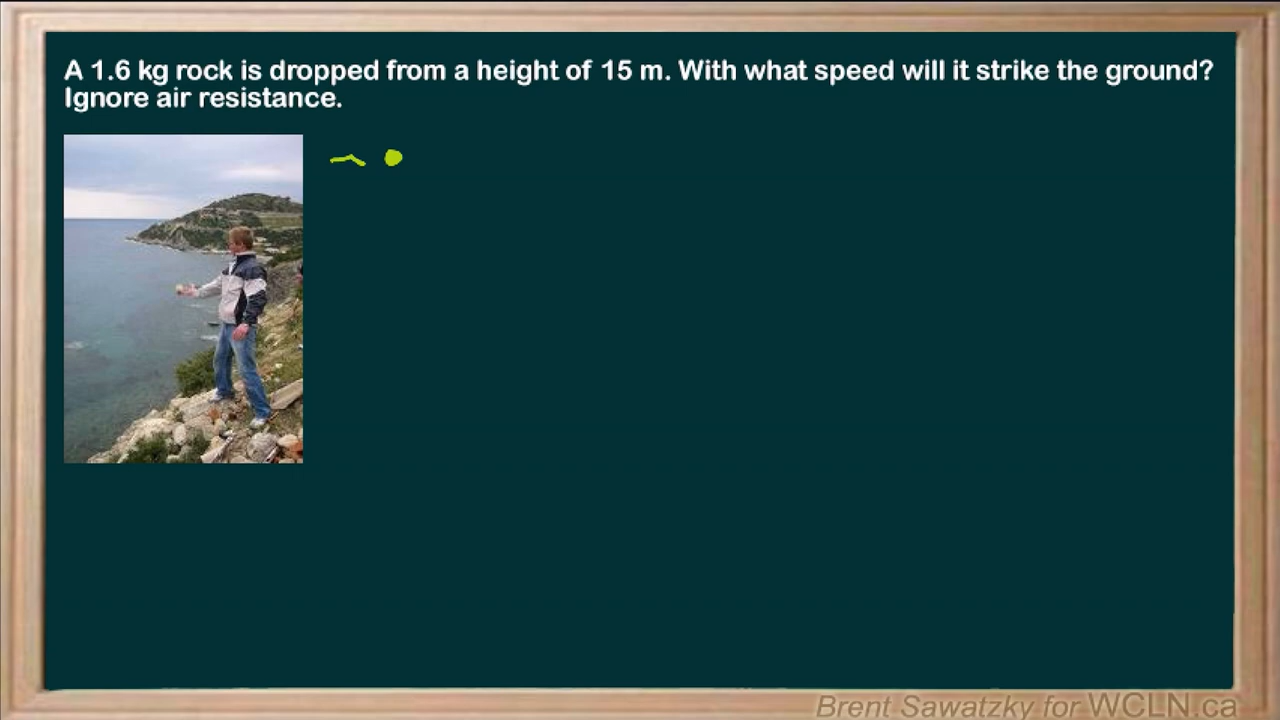 A 1.6 kg rock is dropped from a height of 15 m. With what speed will it strike the ground?
Ignore air resistance.
Brent Sawatzky for WCLN.ca